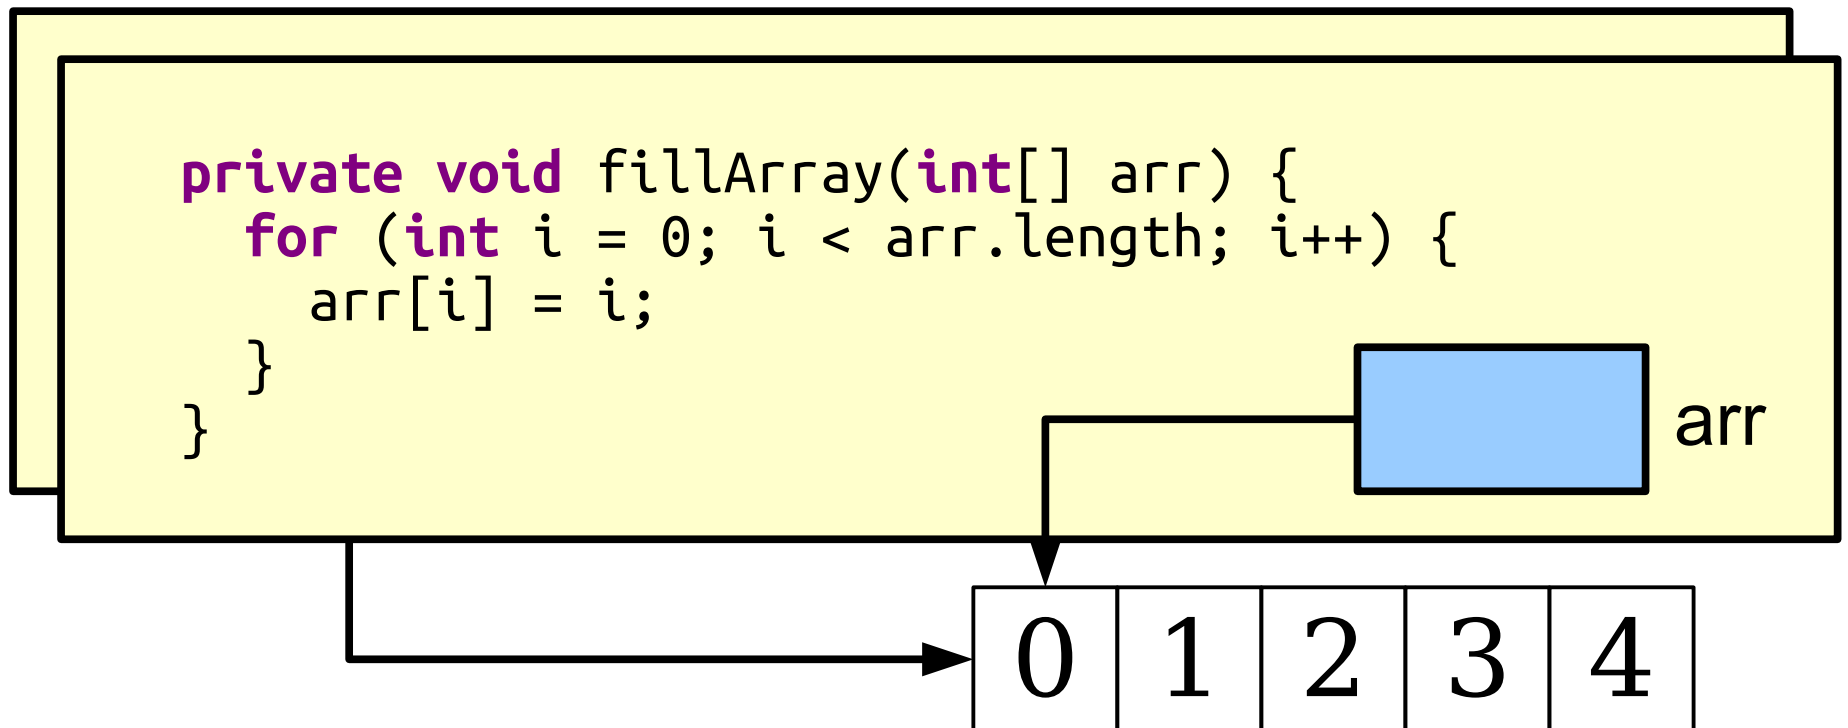 private void fillArray(int[] arr) {
  for (int i = 0; i < arr.length; i++) {
    arr[i] = i;
  }
}
arr
0 1 2 3 4